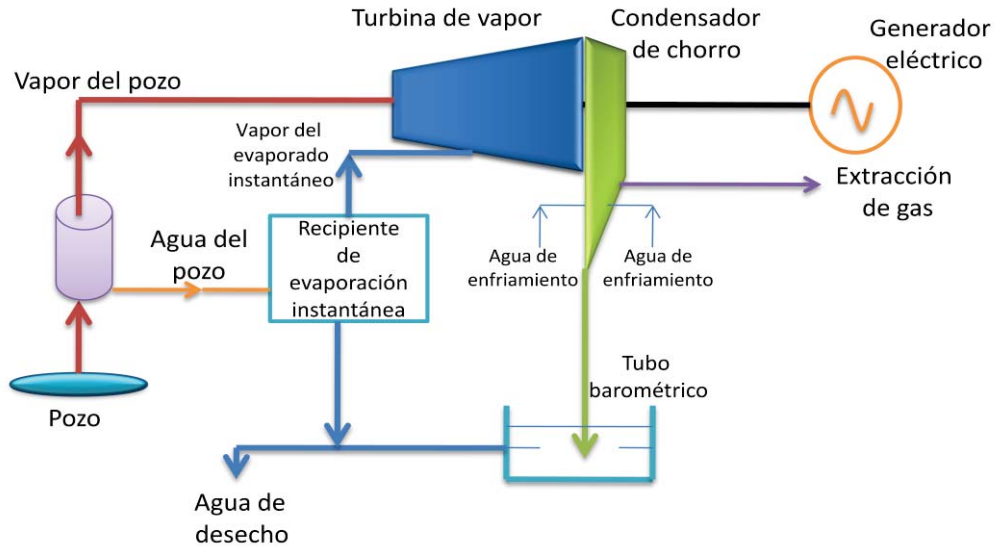 Turbina de vapor
Condensador
de chorro
Generador
eléctrico
Vapor del pozo
Vapor del
evaporado
instantáneo
Extracción
de gas
Agua del
pozo
Recipiente
de
evaporación
instantánea
Agua de
enfriamiento
Agua de
enfriamiento
Tubo
barométrico
Pozo
Agua de
desecho